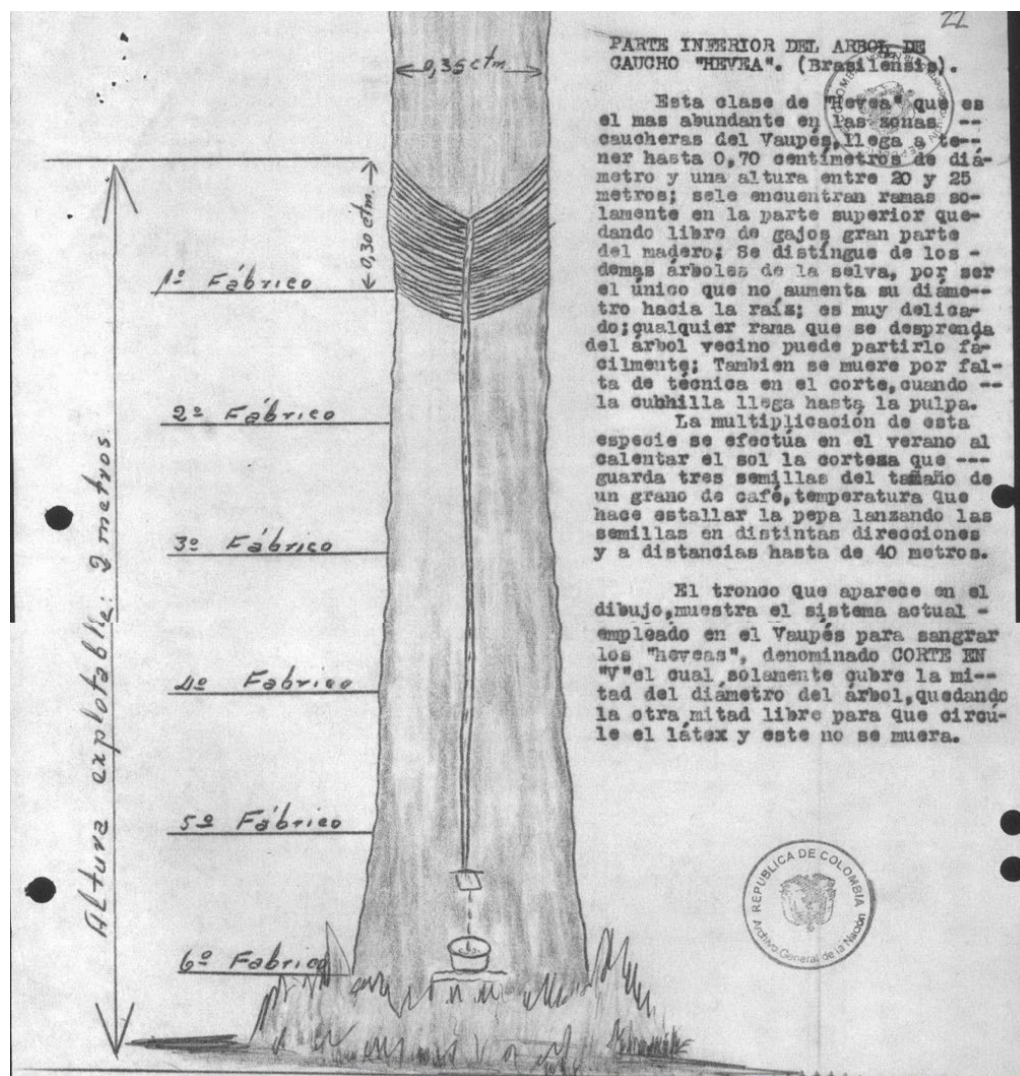 22
PARTE INFERIOR DEL ARBOL DE
CAUCHO "HEVEA". (Brasilensis).
Esta clase de "Hevea" que es
el mas abundante en las zonas --
caucheras del Vaupés,llega a te--
ner hasta 0,70 centímetros de diá-
metro y una altura entre 20 y 25
metros; sele encuentran ramas so-
lamente en la parte superior que-
dando libre de gajos gran parte
del madero; Se distingue de los -
demas árboles de la selva, por ser
el único que no aumenta su diáme--
tro hacia la raís; es muy delica-
do;cualquier rama que se desprenda
del árbol vecino puede partirlo fá-
cilmente; Tambien se muere por fal-
ta de técnica en el corte,cuando --
la cubhilla llega hasta la pulpa.
La multiplicación de esta
especie se efectúa en el verano al
calentar el sol la corteza que ---
guarda tres semillas del tamaño de
un grano de café,temperatura que
hace estallar la pepa lanzando las
semillas en distintas direcciones
y a distancias hasta de 40 metros.
El tronco que aparece en el
dibujo,muestra el sistema actual -
empleado en el Vaupés para sangrar
los "heveas", denominado CORTE EN
"V"el cual solamente cubre la mi--
tad del diámetro del árbol,quedando
la otra mitad libre para que circú-
le el látex y este no se muera.
0,35 ctm.
0,30 ctm.
1º Fábrico
2º Fábrico
3º Fábrico
4º Fabrico
5º Fábrico
6º Fabrico
Altura explotable: 2 metros
REPUBLICA DE COLOMBIA
Archivo General de la Nación